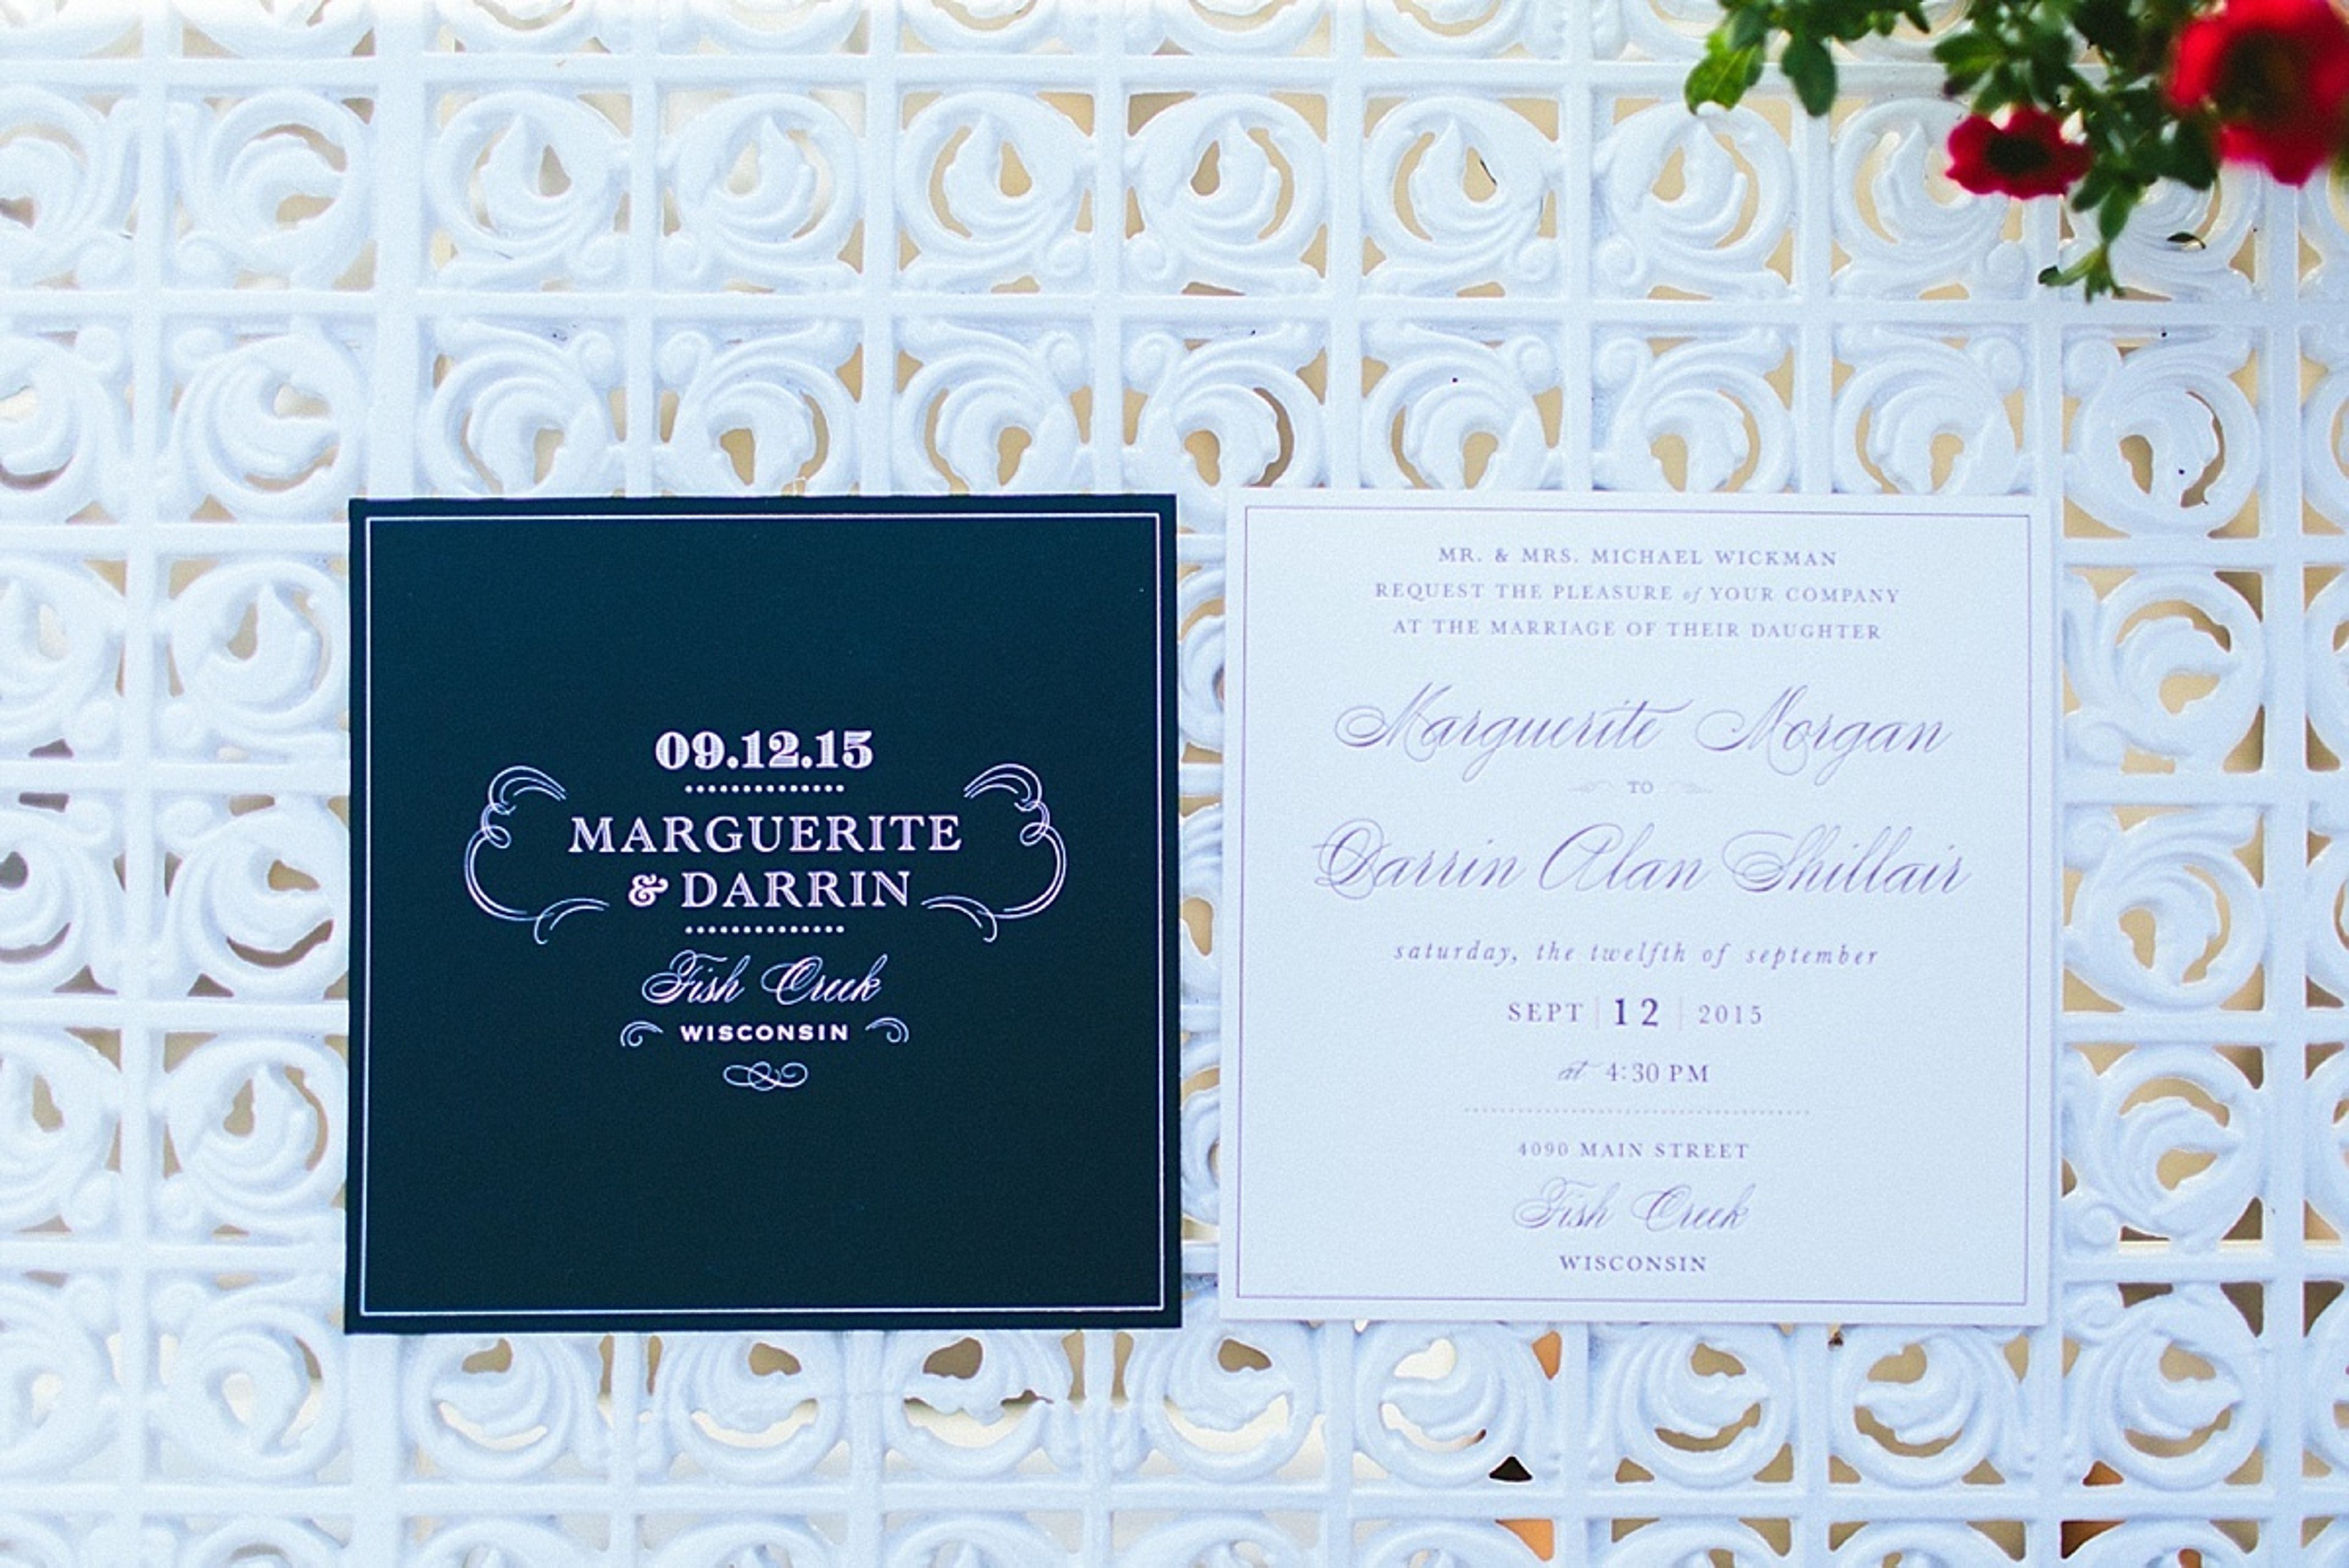 09.12.15
MARGUERITE
& DARRIN
Fish Creek
WISCONSIN
MR. & MRS. MICHAEL WICKMAN
REQUEST THE PLEASURE of YOUR COMPANY
AT THE MARRIAGE OF THEIR DAUGHTER
Marguerite Morgan
TO
Darrin Alan Shillair
saturday, the twelfth of september
SEPT | 12 | 2015
at 4:30 PM
4090 MAIN STREET
Fish Creek
WISCONSIN